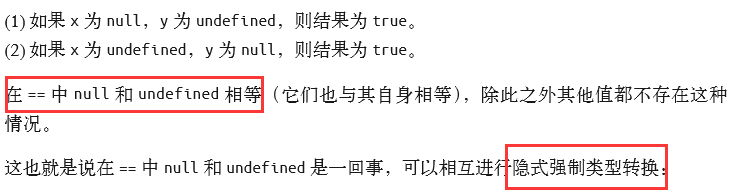 (1) 如果 x 为 null，y 为 undefined，则结果为 true。
(2) 如果 x 为 undefined，y 为 null，则结果为 true。
在 == 中 null 和 undefined 相等（它们也与其自身相等），除此之外其他值都不存在这种
情况。
这也就是说在 == 中 null 和 undefined 是一回事，可以相互进行隐式强制类型转换：